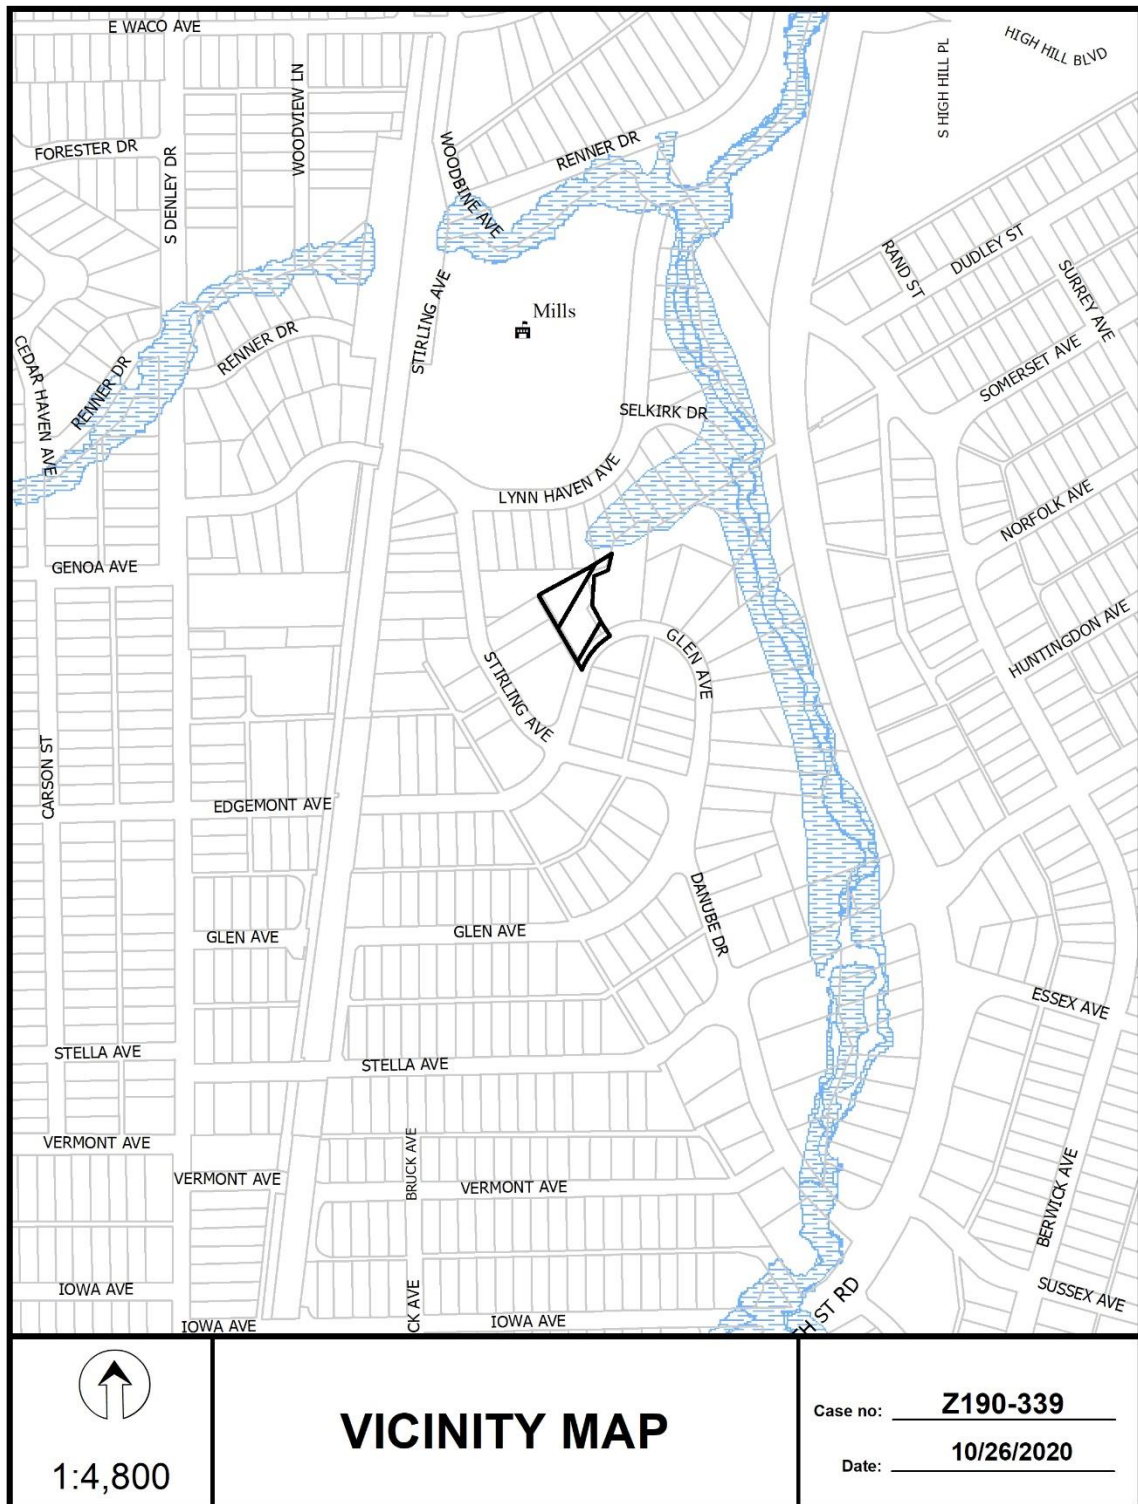 E WACO AVE
HIGH HILL BLVD
S HIGH HILL PL
WOODVIEW LN
FORESTER DR
S DENLEY DR
WOODBINE AVE
RENNER DR
RAND ST
DUDLEY ST
SURREY AVE
STIRLING AVE
Mills
RENNER DR
CEDAR HAVEN AVE
RENNER DR
SOMERSET AVE
SELKIRK DR
LYNN HAVEN AVE
NORFOLK AVE
GENOA AVE
HUNTINGDON AVE
GLEN AVE
STIRLING AVE
CARSON ST
EDGEMONT AVE
DANUBE DR
GLEN AVE
GLEN AVE
ESSEX AVE
STELLA AVE
STELLA AVE
VERMONT AVE
BRUCK AVE
VERMONT AVE
VERMONT AVE
BERWICK AVE
IOWA AVE
CK AVE
SUSSEX AVE
IOWA AVE
IOWA AVE
H ST RD
1:4,800
VICINITY MAP
Case no: Z190-339
Date: 10/26/2020